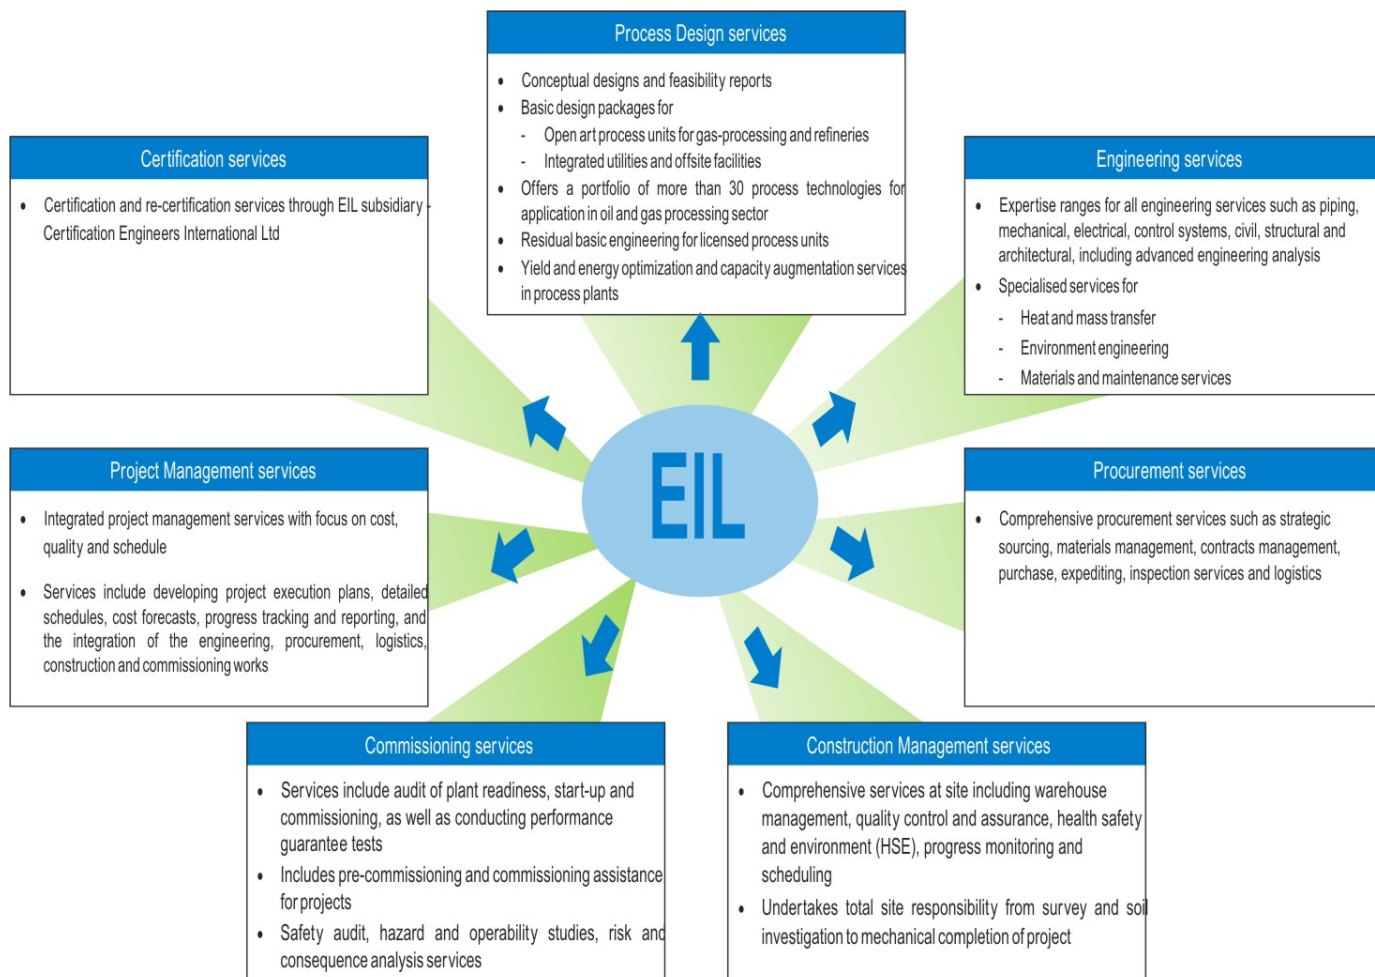 Process Design services
• Conceptual designs and feasibility reports
• Basic design packages for
- Open art process units for gas-processing and refineries
- Integrated utilities and offsite facilities
• Offers a portfolio of more than 30 process technologies for
application in oil and gas processing sector
• Residual basic engineering for licensed process units
• Yield and energy optimization and capacity augmentation services
in process plants
Certification services
• Certification and re-certification services through EIL subsidiary -
Certification Engineers International Ltd
Engineering services
• Expertise ranges for all engineering services such as piping,
mechanical, electrical, control systems, civil, structural and
architectural, including advanced engineering analysis
• Specialised services for
- Heat and mass transfer
- Environment engineering
- Materials and maintenance services
EIL
Project Management services
• Integrated project management services with focus on cost,
quality and schedule
• Services include developing project execution plans, detailed
schedules, cost forecasts, progress tracking and reporting, and
the integration of the engineering, procurement, logistics,
construction and commissioning works
Procurement services
• Comprehensive procurement services such as strategic
sourcing, materials management, contracts management,
purchase, expediting, inspection services and logistics
Commissioning services
• Services include audit of plant readiness, start-up and
commissioning, as well as conducting performance
guarantee tests
• Includes pre-commissioning and commissioning assistance
for projects
• Safety audit, hazard and operability studies, risk and
consequence analysis services
Construction Management services
• Comprehensive services at site including warehouse
management, quality control and assurance, health safety
and environment (HSE), progress monitoring and
scheduling
• Undertakes total site responsibility from survey and soil
investigation to mechanical completion of project